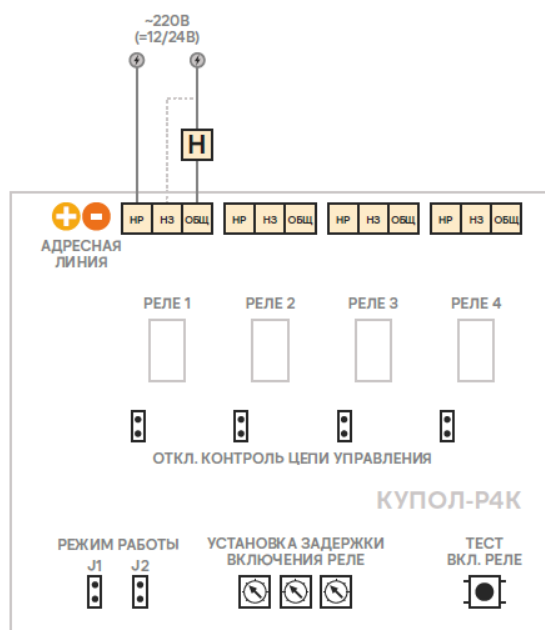 ~220В
(=12/24В)
Н
+ -
НР НЗ ОБЩ НР НЗ ОБЩ НР НЗ ОБЩ НР НЗ ОБЩ
АДРЕСНАЯ
ЛИНИЯ
РЕЛЕ 1 РЕЛЕ 2 РЕЛЕ 3 РЕЛЕ 4
ОТКЛ. КОНТРОЛЬ ЦЕПИ УПРАВЛЕНИЯ
КУПОЛ-Р4К
РЕЖИМ РАБОТЫ
J1 J2
УСТАНОВКА ЗАДЕРЖКИ
ВКЛЮЧЕНИЯ РЕЛЕ
ТЕСТ
ВКЛ. РЕЛЕ